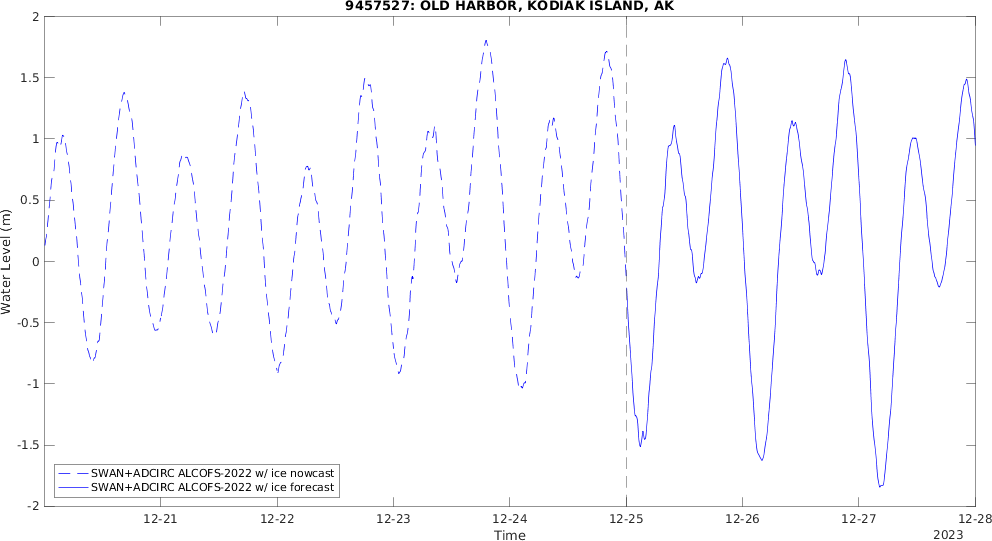 9457527: OLD HARBOR, KODIAK ISLAND, AK
2
1.5
1
0.5
0
-0.5
-1
-1.5
-2
Water Level (m)
SWAN+ADCIRC ALCOFS-2022 w/ ice nowcast
SWAN+ADCIRC ALCOFS-2022 w/ ice forecast
12-21 12-22 12-23 12-24 12-25 12-26 12-27 12-28
Time
2023